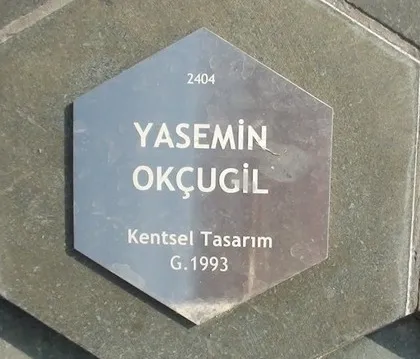 2404
YASEMİN
OKÇUGİL
Kentsel Tasarım
G.1993